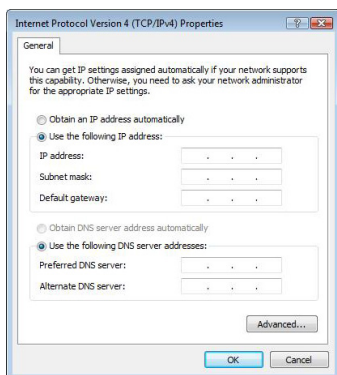 Internet Protocol Version 4 (TCP/IPv4) Properties
General
You can get IP settings assigned automatically if your network supports
this capability. Otherwise, you need to ask your network administrator
for the appropriate IP settings.
Obtain an IP address automatically
Use the following IP address:
IP address:
Subnet mask:
Default gateway:
Obtain DNS server address automatically
Use the following DNS server addresses:
Preferred DNS server:
Alternate DNS server:
Advanced...
OK Cancel